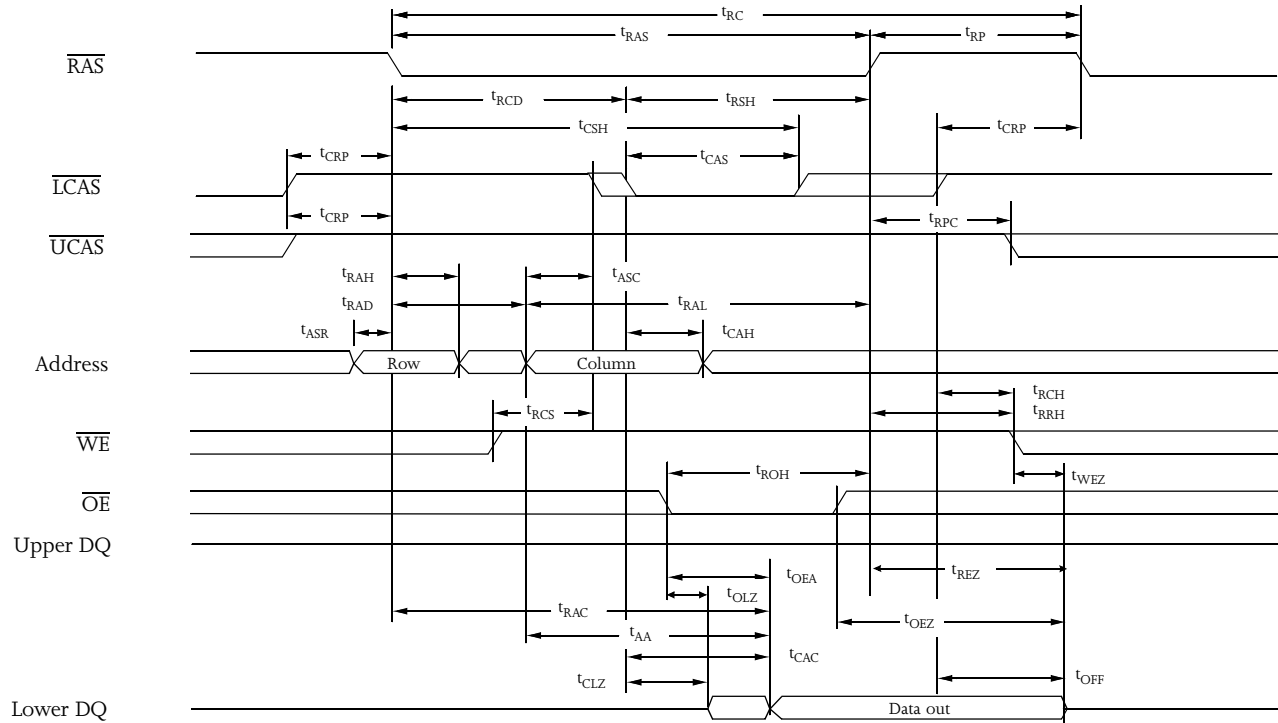 tRC
tRAS tRP
RAS
tRCD tRSH
tCSH tCRP
tCRP tCAS
LCAS
tCRP tRPC
UCAS
tRAH tASC
tRAD tRAL
tASR tCAH
Address Row Column
tRCH
tRCS tRRH
WE
tROH tWEZ
OE
Upper DQ
tOEA tREZ
tOLZ
tRAC tOEZ
tAA
tCAC
tCLZ tOFF
Lower DQ Data out